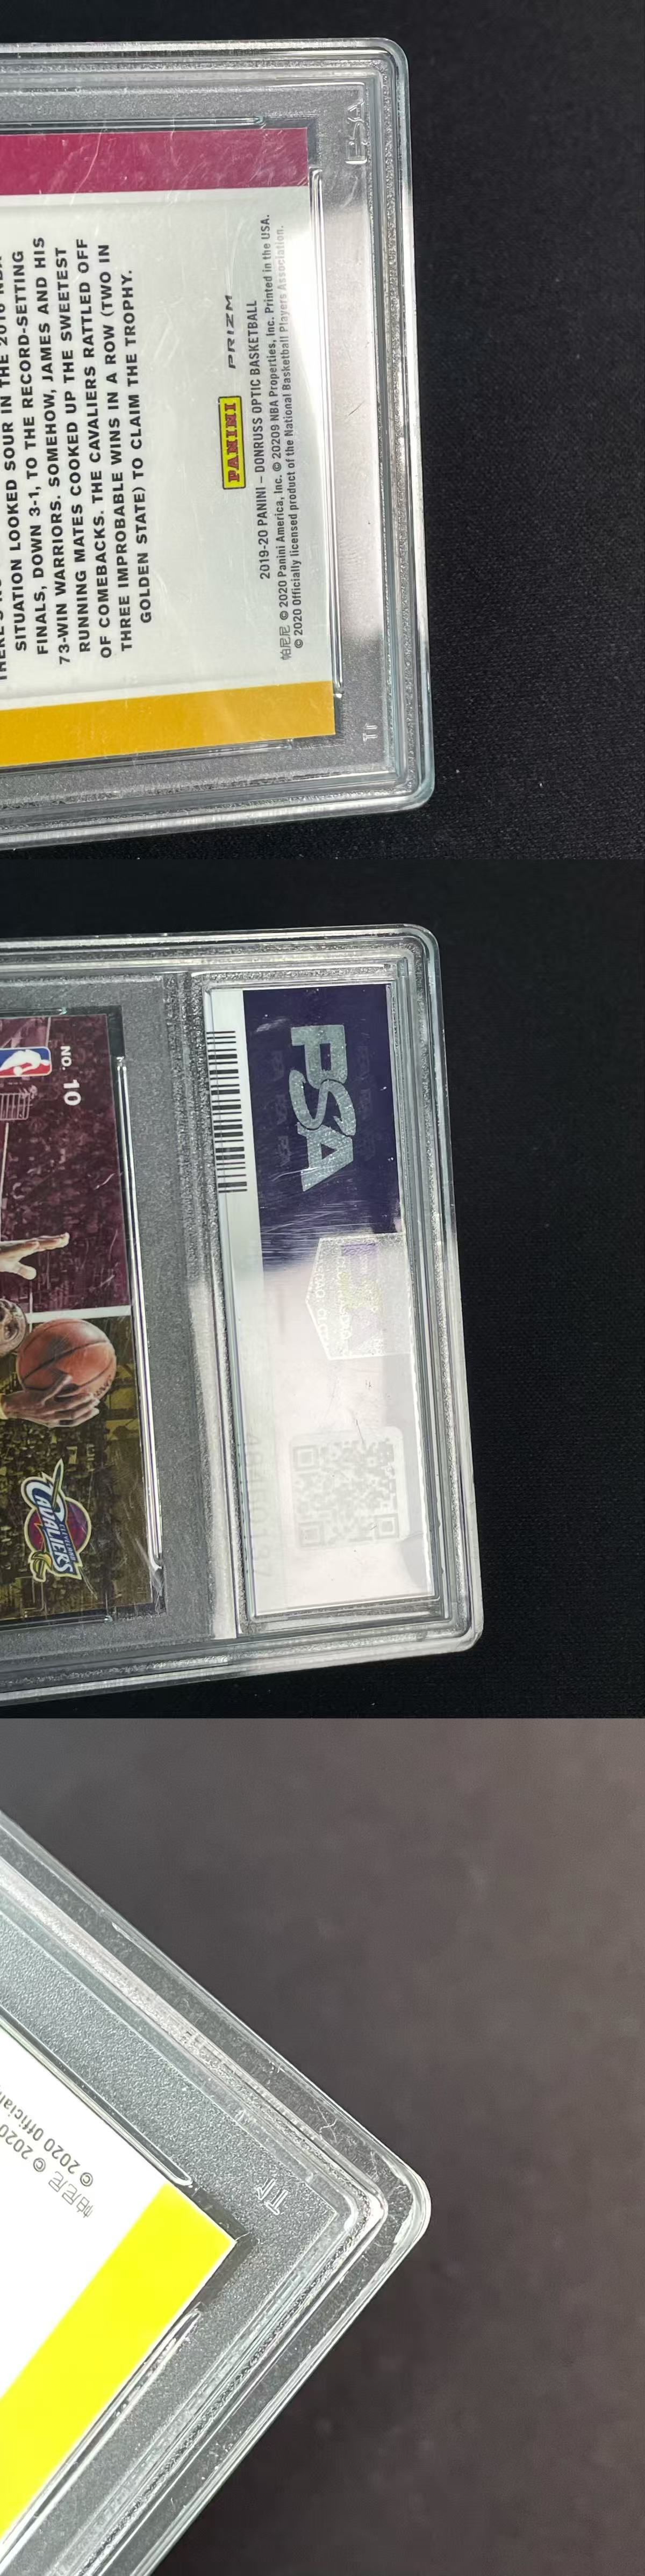 SITUATION LOOKED SOUR IN THE 2016 NBA
FINALS, DOWN 3-1, TO THE RECORD-SETTING
73-WIN WARRIORS. SOMEHOW, JAMES AND HIS
RUNNING MATES COOKED UP THE SWEETEST
OF COMEBACKS. THE CAVALIERS RATTLED OFF
THREE IMPROBABLE WINS IN A ROW (TWO IN
GOLDEN STATE) TO CLAIM THE TROPHY.
PANINI PRIZM
2019-20 PANINI – DONRUSS OPTIC BASKETBALL
帕尼尼 © 2020 Panini America, Inc. © 20209 NBA Properties, Inc. Printed in the USA.
© 2020 Officially licensed product of the National Basketball Players Association.
PSA
NO. 10
PSA
CAVALIERS
帕尼尼 © 2020
© 2020 Official